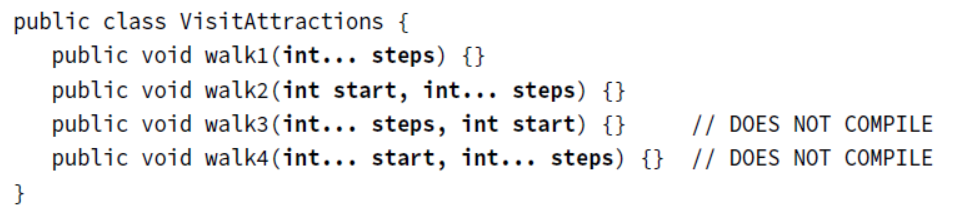 public class VisitAttractions {
   public void walk1(int... steps) {}
   public void walk2(int start, int... steps) {}
   public void walk3(int... steps, int start) {}     // DOES NOT COMPILE
   public void walk4(int... start, int... steps) {}  // DOES NOT COMPILE
}